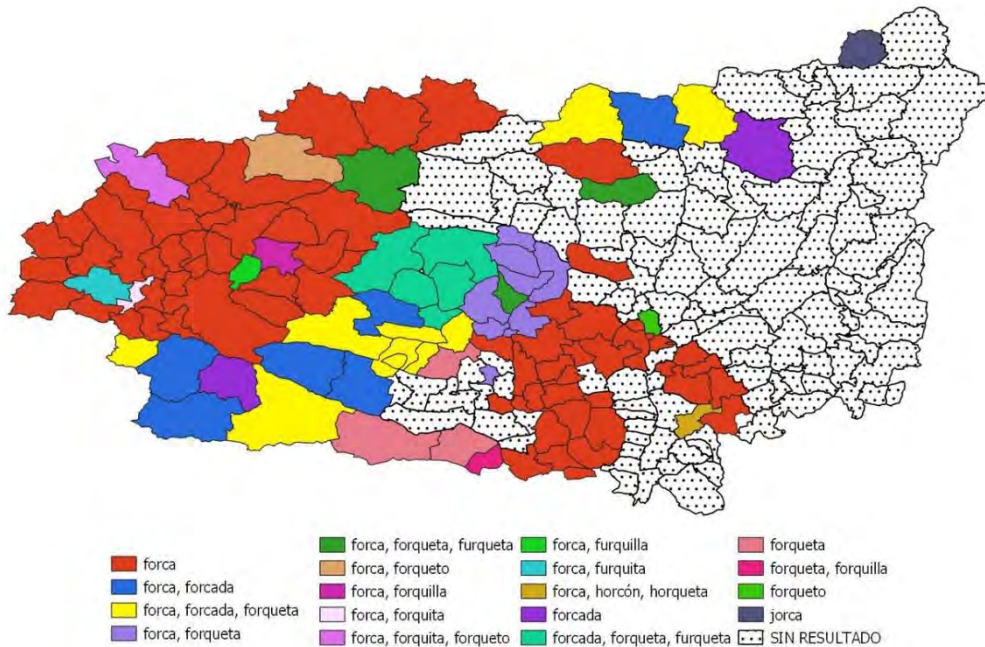 forca
forca, forcada
forca, forcada, forqueta
forca, forqueta
forca, forqueta, furqueta
forca, forqueto
forca, forquilla
forca, forquita
forca, forquita, forqueto
forca, furquilla
forca, furquita
forca, horcón, horqueta
forcada
forcada, forqueta, furqueta
forqueta
forqueta, forquilla
forqueto
jorca
SIN RESULTADO